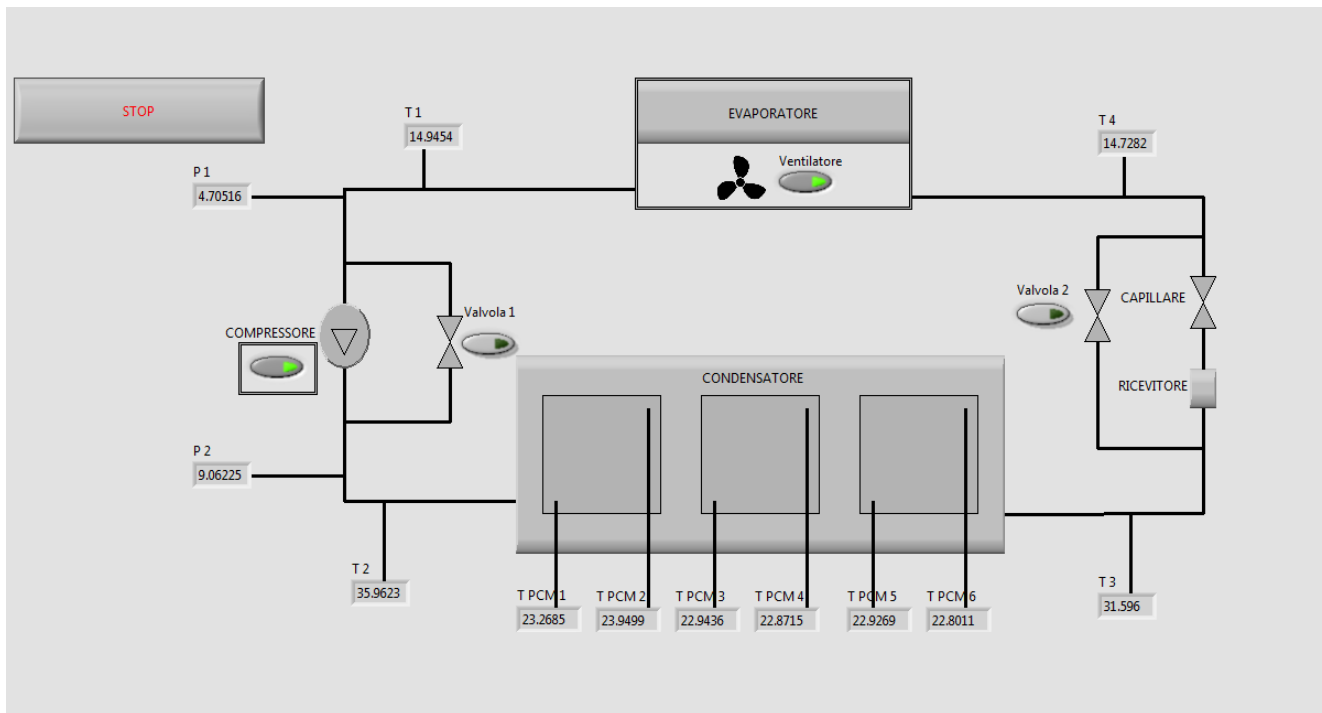 STOP
T 1
14.9454
EVAPORATORE
T 4
14.7282
Ventilatore
P 1
4.70516
Valvola 2
CAPILLARE
Valvola 1
COMPRESSORE
CONDENSATORE
RICEVITORE
P 2
9.06225
T 2
35.9623
T PCM 1
23.2685
T PCM 2
23.9499
T PCM 3
22.9436
T PCM 4
22.8715
T PCM 5
22.9269
T PCM 6
22.8011
T 3
31.596